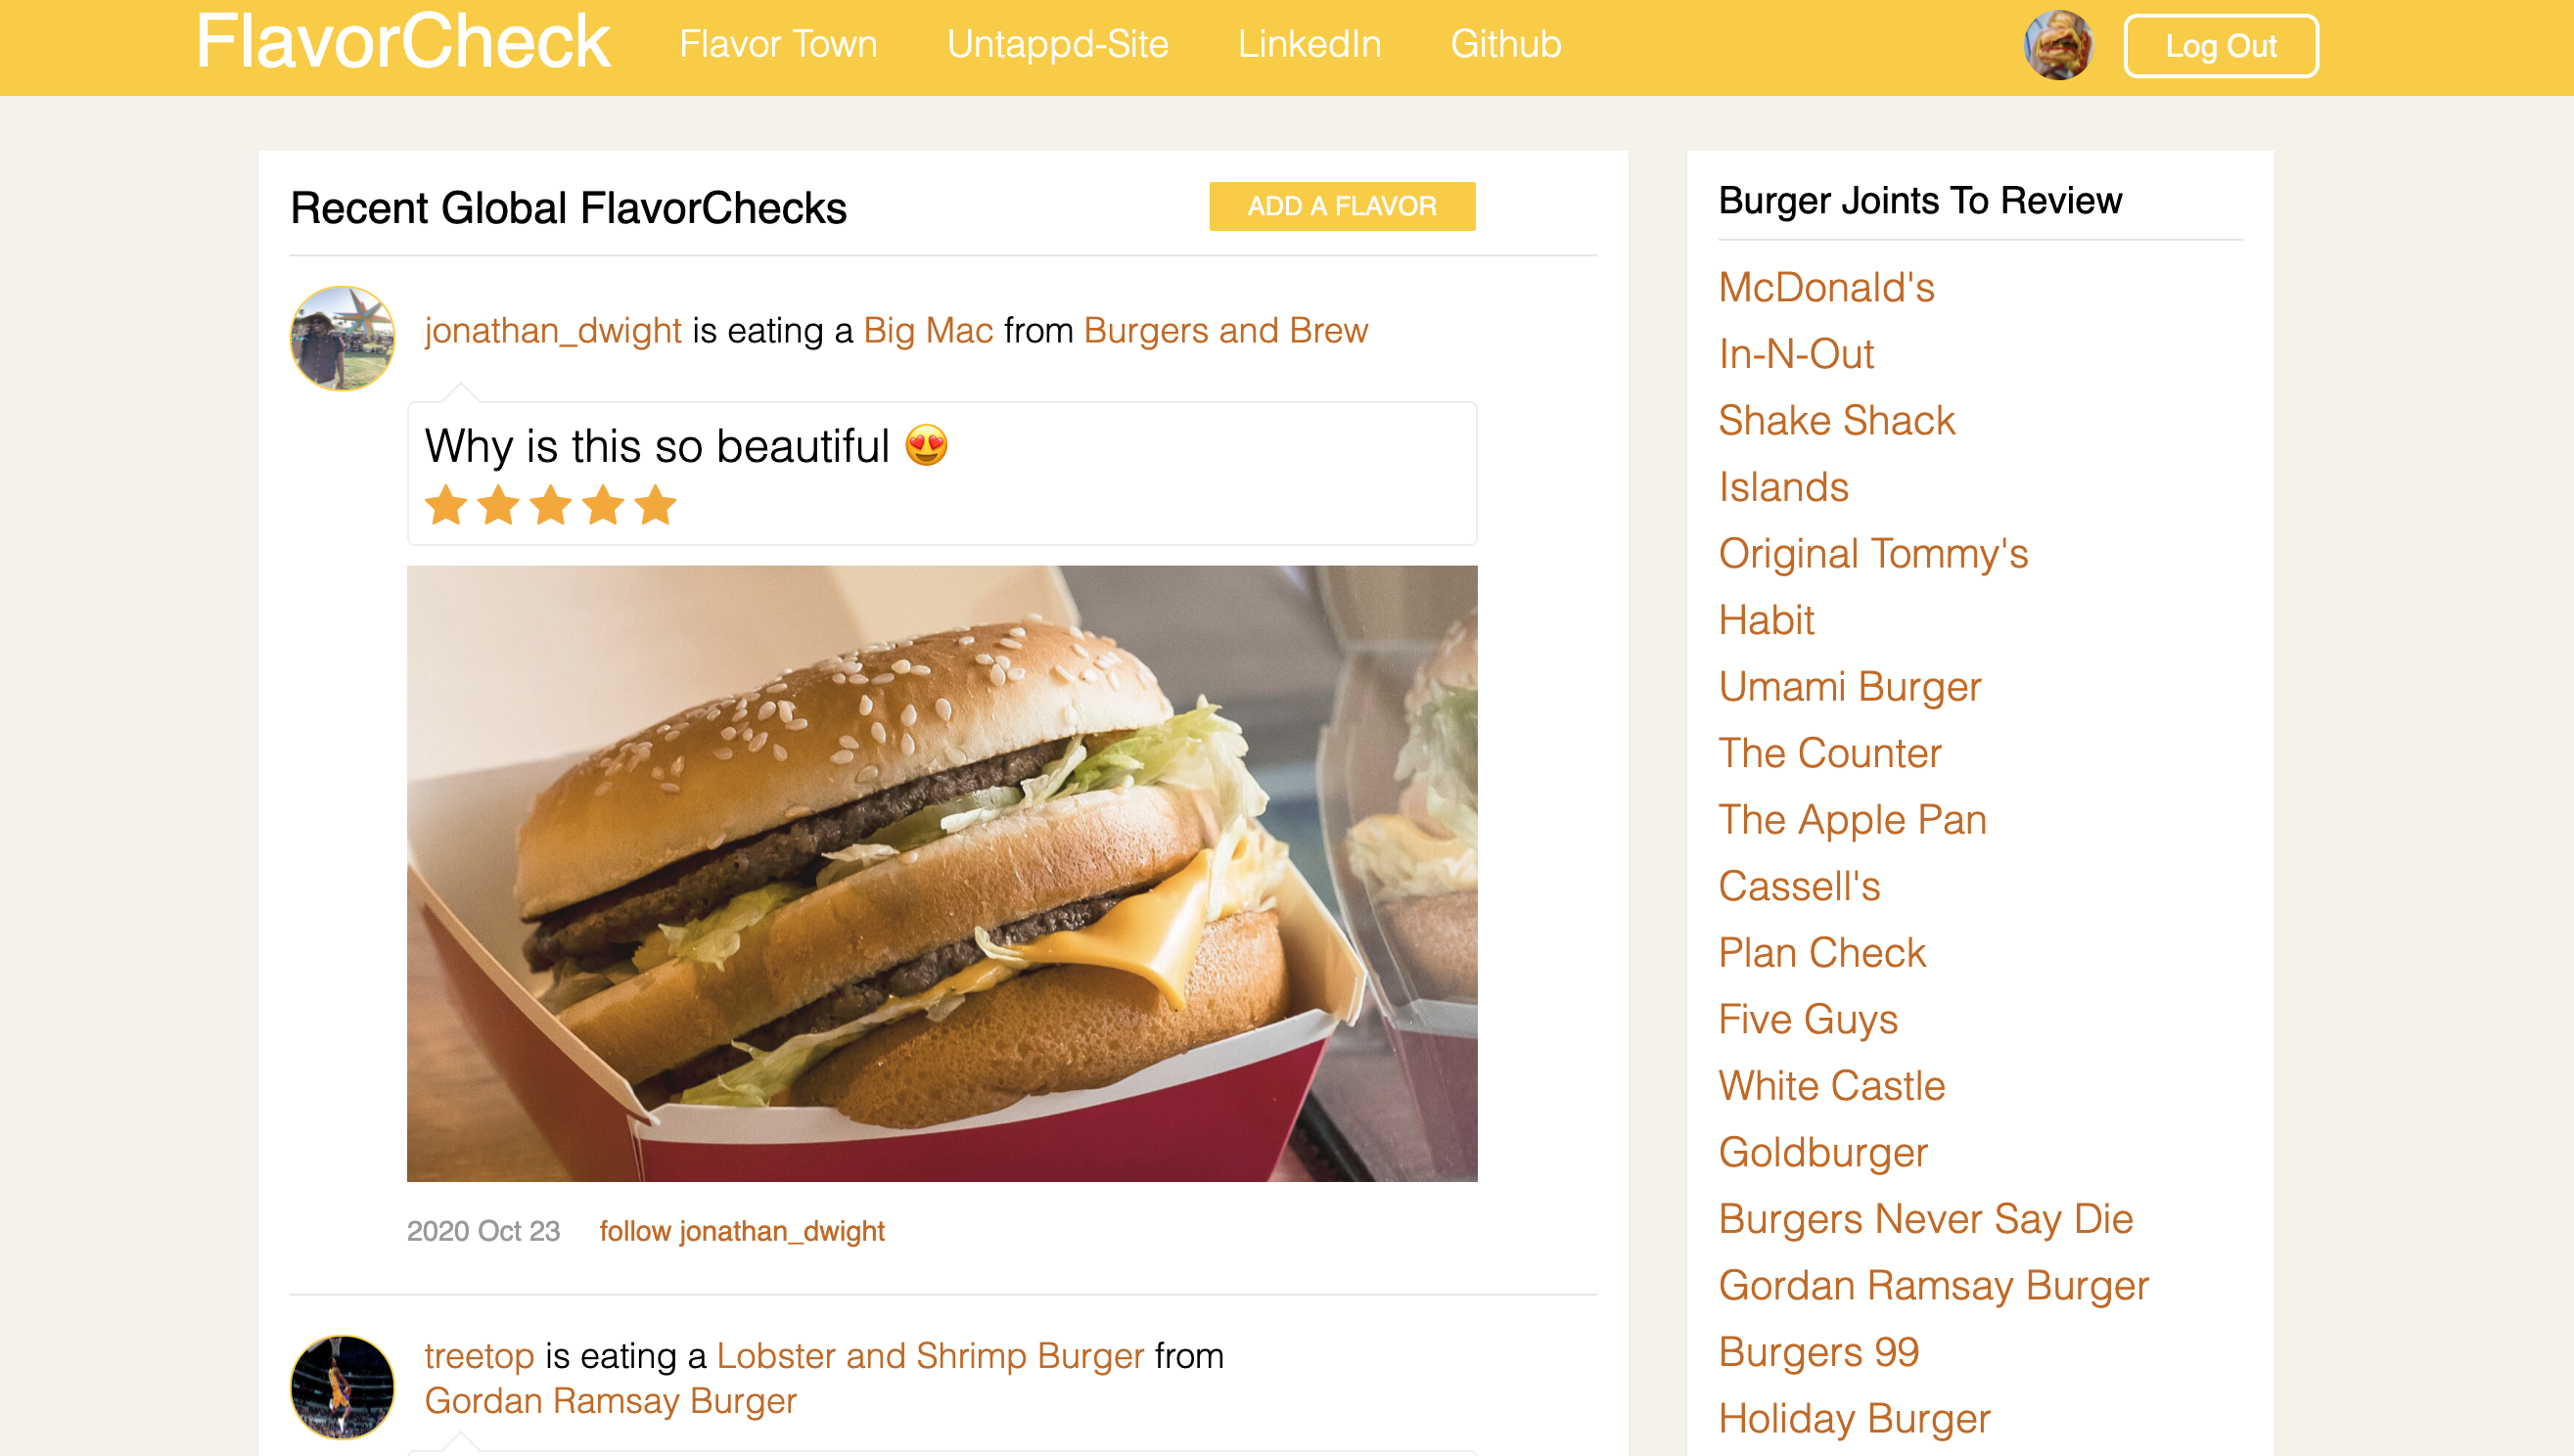 FlavorCheck
Flavor Town
Untappd-Site
LinkedIn
Github
Log Out
Recent Global FlavorChecks
ADD A FLAVOR
jonathan_dwight is eating a Big Mac from Burgers and Brew
Why is this so beautiful 😍
2020 Oct 23
follow jonathan_dwight
treetop is eating a Lobster and Shrimp Burger from
Gordan Ramsay Burger
Burger Joints To Review
McDonald's
In-N-Out
Shake Shack
Islands
Original Tommy's
Habit
Umami Burger
The Counter
The Apple Pan
Cassell's
Plan Check
Five Guys
White Castle
Goldburger
Burgers Never Say Die
Gordan Ramsay Burger
Burgers 99
Holiday Burger